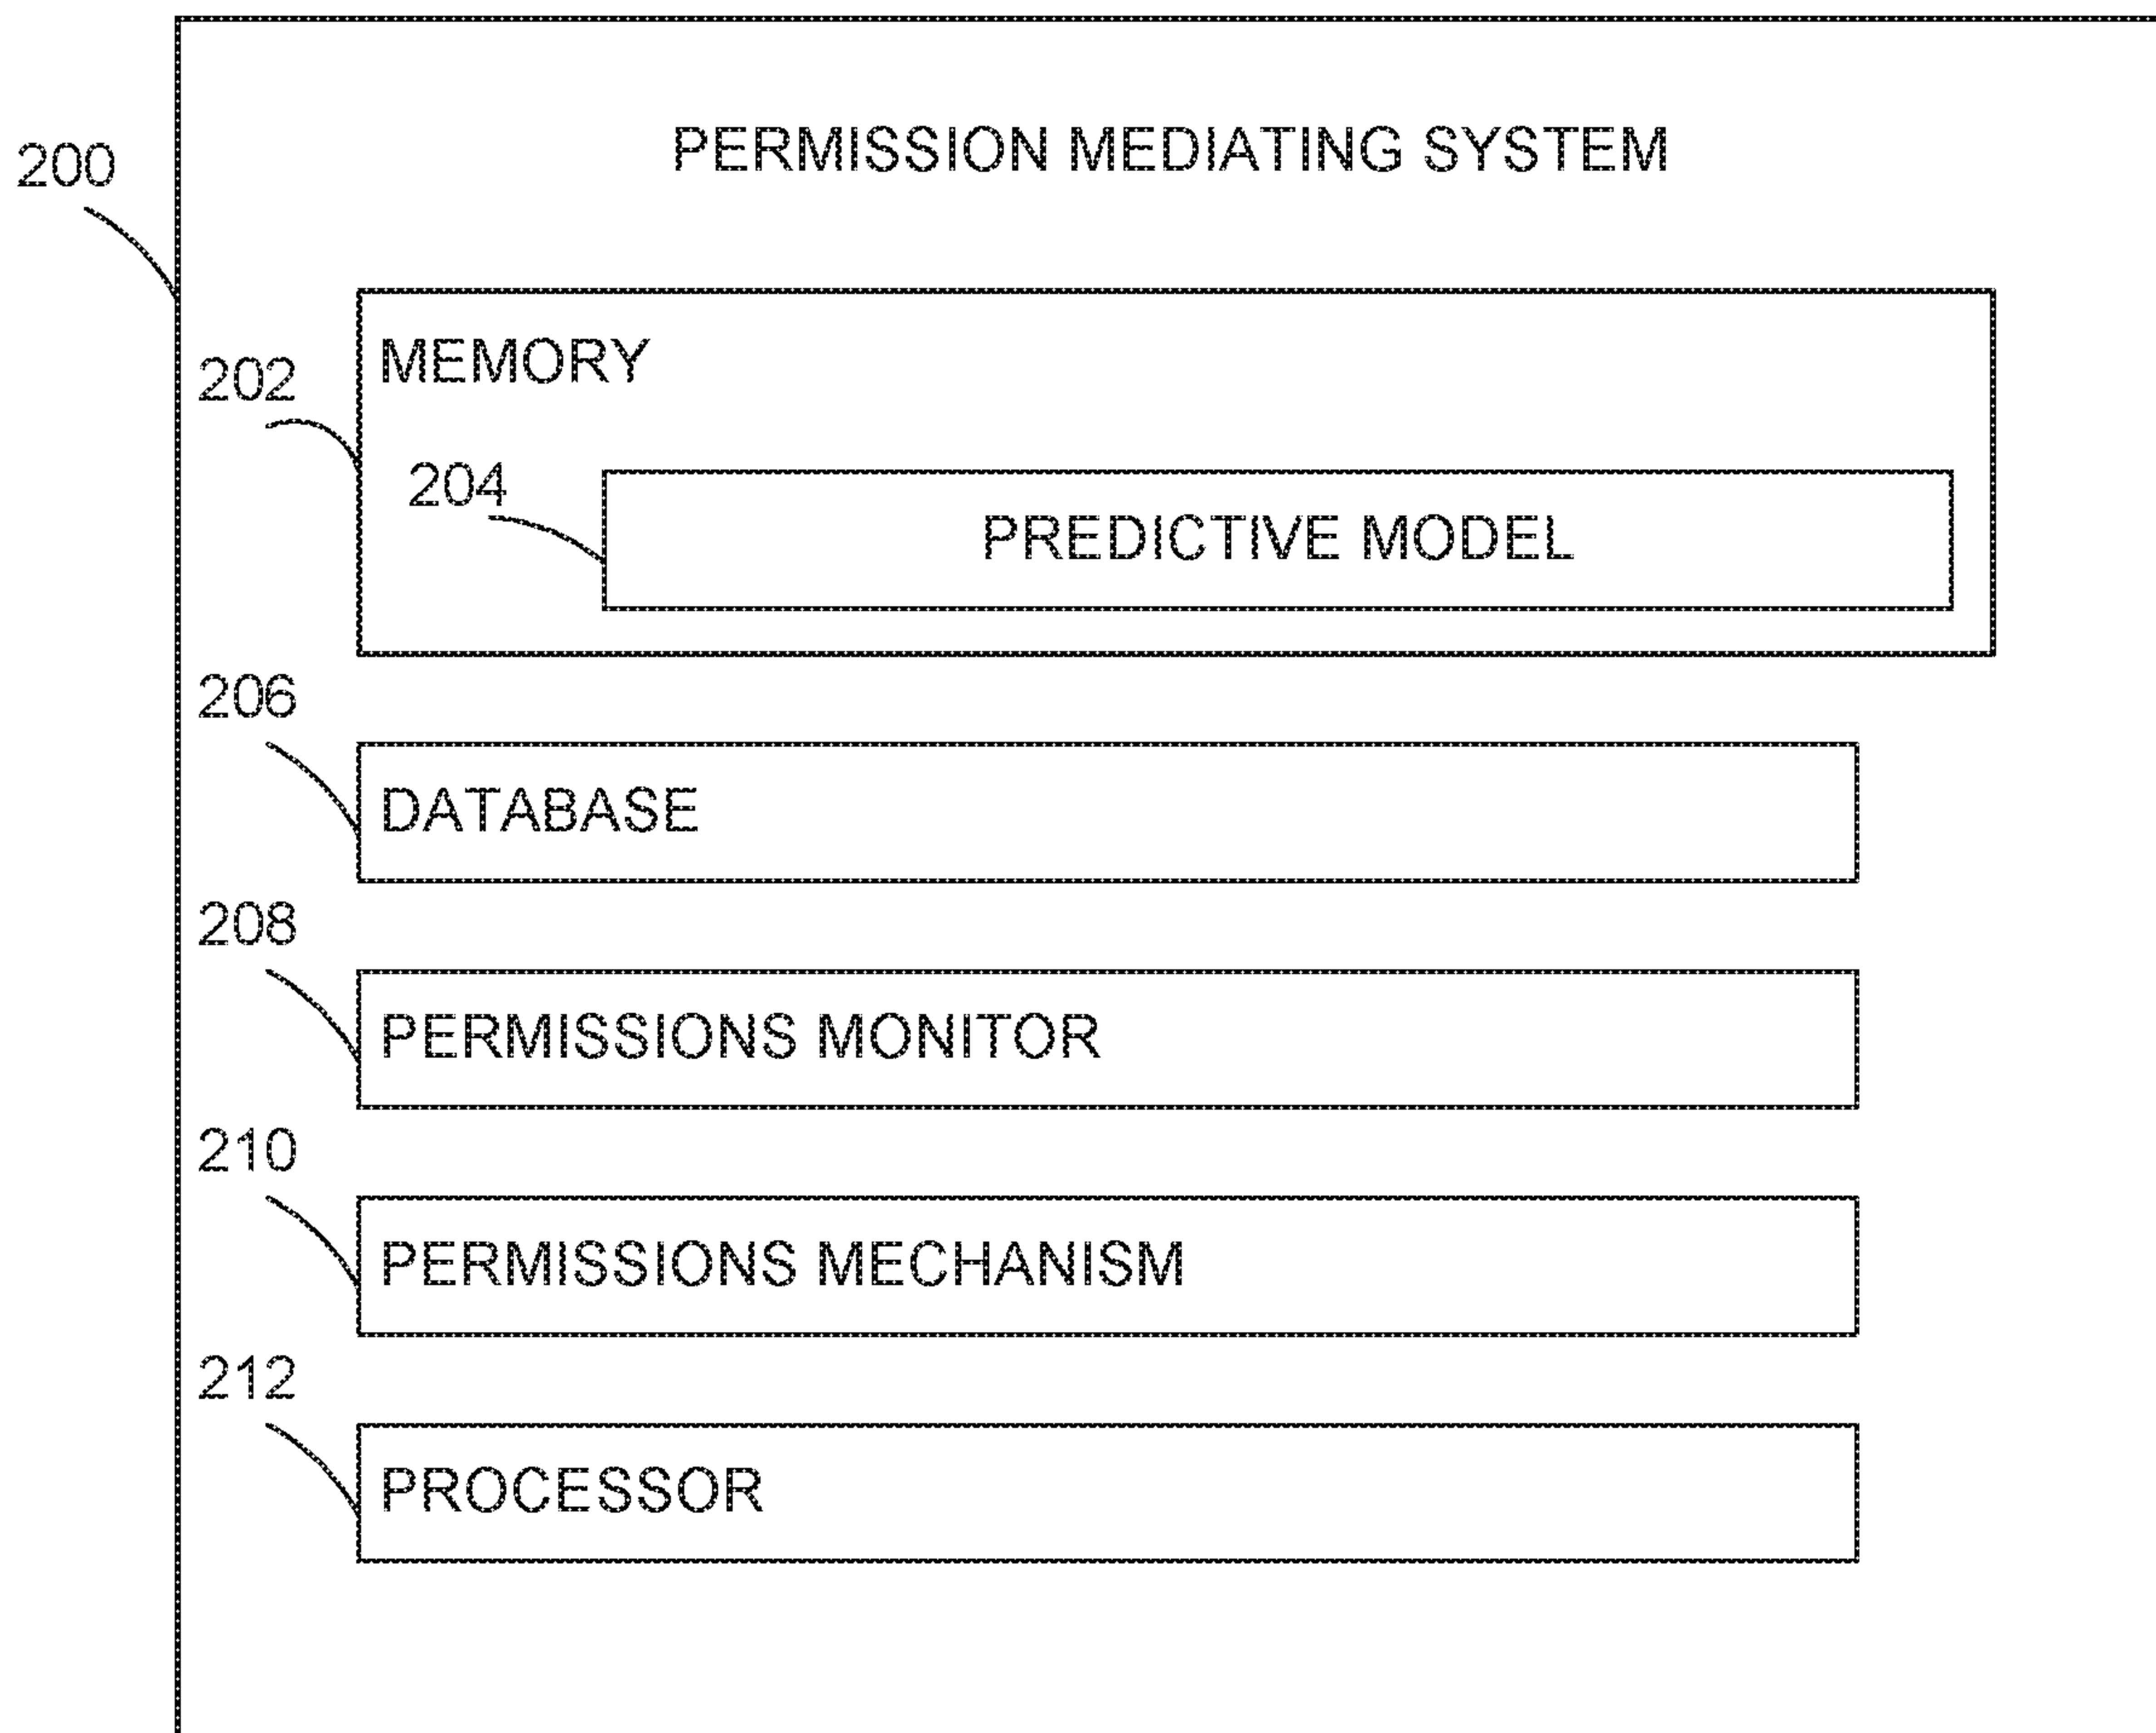 PERMISSION MEDIATING SYSTEM
200
MEMORY
202
204
PREDICTIVE MODEL
206
DATABASE
208
PERMISSIONS MONITOR
210
PERMISSIONS MECHANISM
212
PROCESSOR